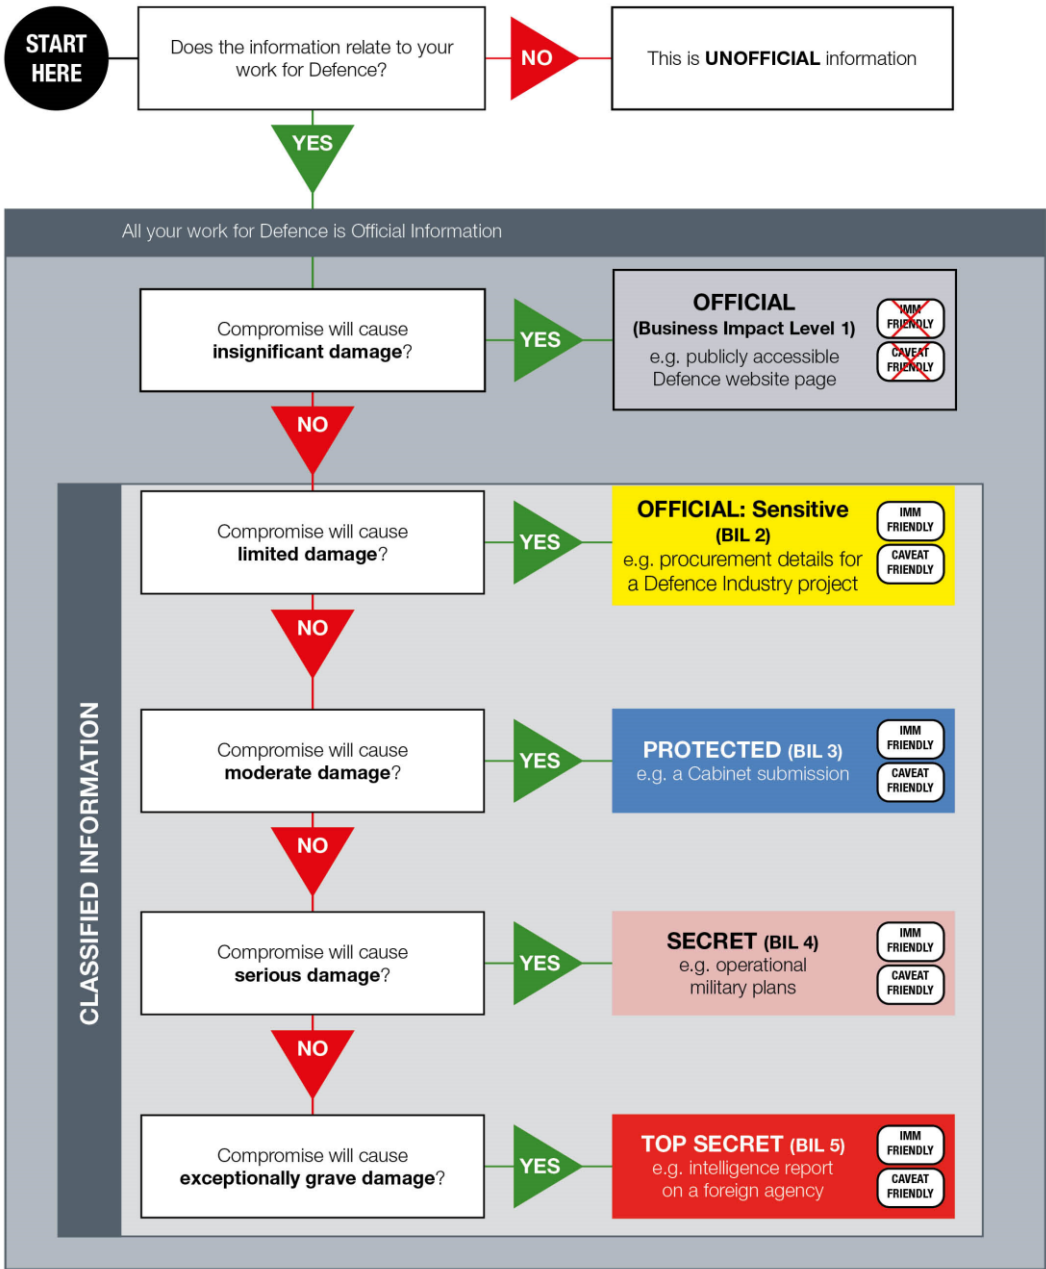 START
HERE
Does the information relate to your
work for Defence?
NO
This is UNOFFICIAL information
YES
All your work for Defence is Official Information
Compromise will cause
insignificant damage?
YES
OFFICIAL
(Business Impact Level 1)
e.g. publicly accessible
Defence website page
IMM
FRIENDLY
CAVEAT
FRIENDLY
NO
CLASSIFIED INFORMATION
Compromise will cause
limited damage?
YES
OFFICIAL: Sensitive
(BIL 2)
e.g. procurement details for
a Defence Industry project
IMM
FRIENDLY
CAVEAT
FRIENDLY
NO
Compromise will cause
moderate damage?
YES
PROTECTED (BIL 3)
e.g. a Cabinet submission
IMM
FRIENDLY
CAVEAT
FRIENDLY
NO
Compromise will cause
serious damage?
YES
SECRET (BIL 4)
e.g. operational
military plans
IMM
FRIENDLY
CAVEAT
FRIENDLY
NO
Compromise will cause
exceptionally grave damage?
YES
TOP SECRET (BIL 5)
e.g. intelligence report
on a foreign agency
IMM
FRIENDLY
CAVEAT
FRIENDLY